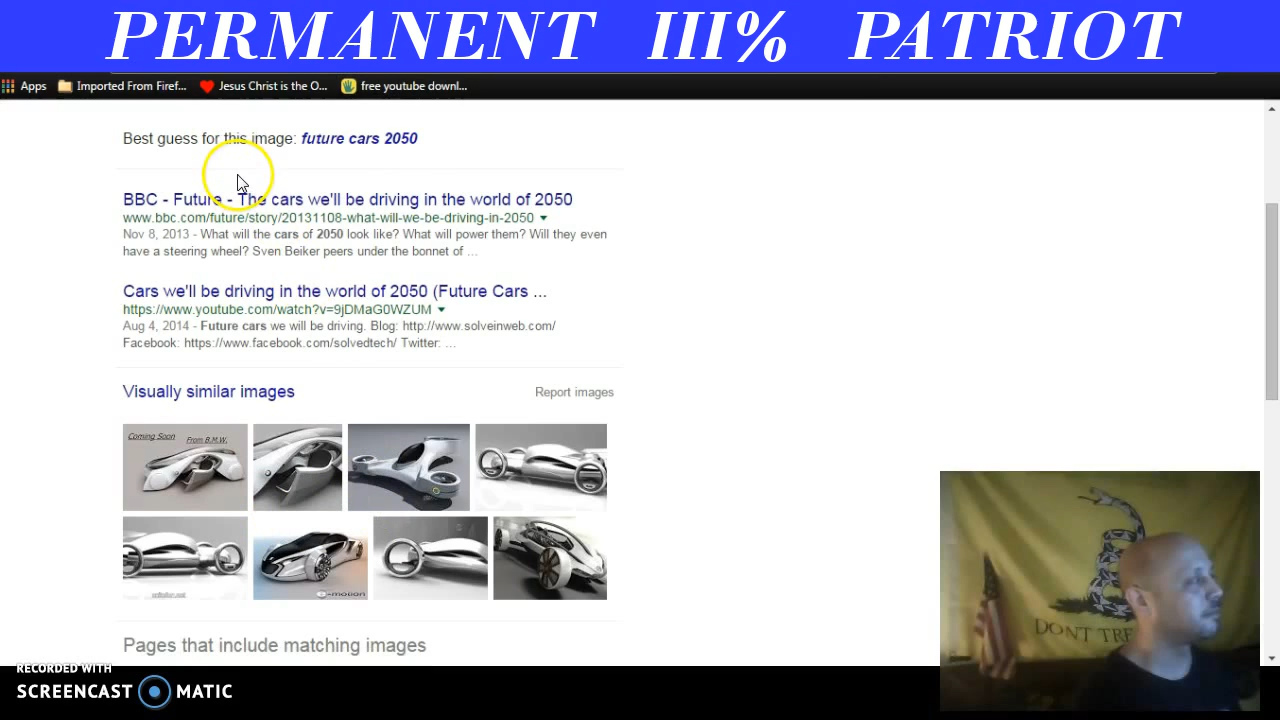 PERMANENT III% PATRIOT
Apps Imported From Firef... Jesus Christ is the O... free youtube downl...
Best guess for this image: future cars 2050
BBC - Future - The cars we'll be driving in the world of 2050
www.bbc.com/future/story/20131108-what-will-we-be-driving-in-2050
Nov 8, 2013 - What will the cars of 2050 look like? What will power them? Will they even
have a steering wheel? Sven Beiker peers under the bonnet of ...
Cars we'll be driving in the world of 2050 (Future Cars ...
https://www.youtube.com/watch?v=9jDMaG0WZUM
Aug 4, 2014 - Future cars we will be driving. Blog: http://www.solveinweb.com/
Facebook: https://www.facebook.com/solvedtech/ Twitter: ...
Visually similar images
Report images
Coming Soon From B.M.W.
e-motion
Pages that include matching images
DONT TRE
RECORDED WITH
SCREENCAST MATIC